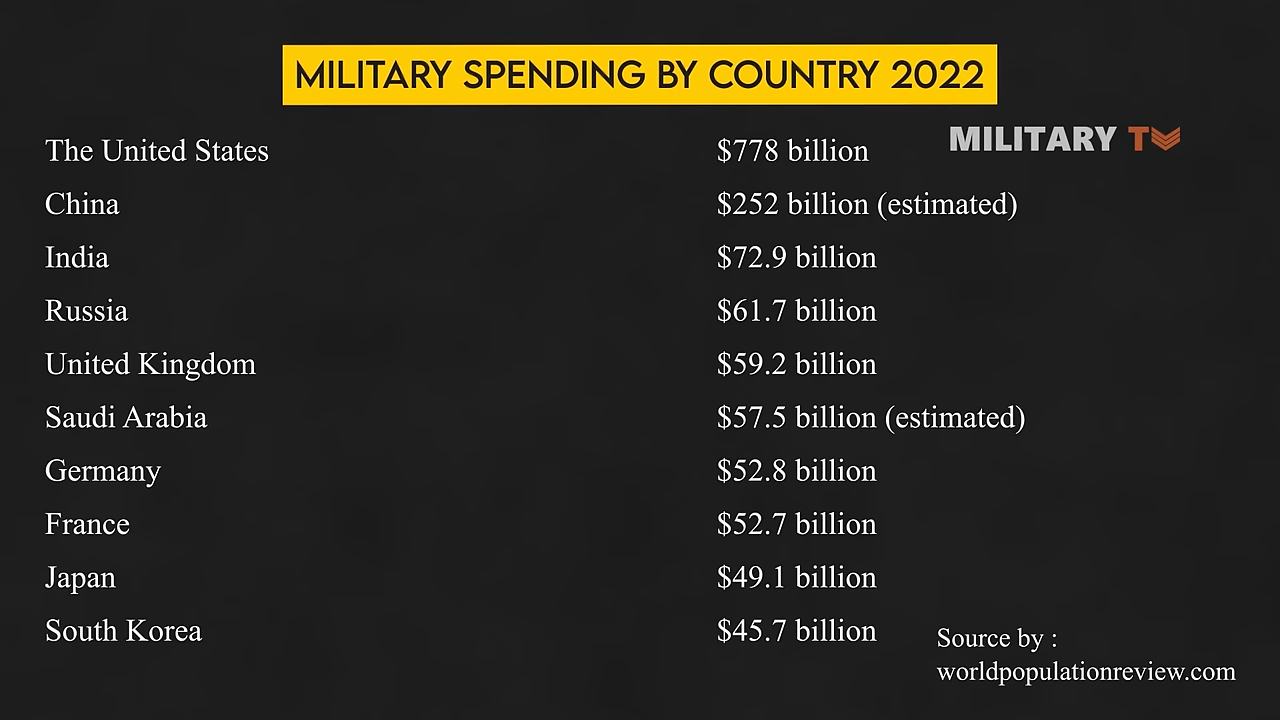 MILITARY SPENDING BY COUNTRY 2022
MILITARY TV
The United States $778 billion
China $252 billion (estimated)
India $72.9 billion
Russia $61.7 billion
United Kingdom $59.2 billion
Saudi Arabia $57.5 billion (estimated)
Germany $52.8 billion
France $52.7 billion
Japan $49.1 billion
South Korea $45.7 billion
Source by :
worldpopulationreview.com